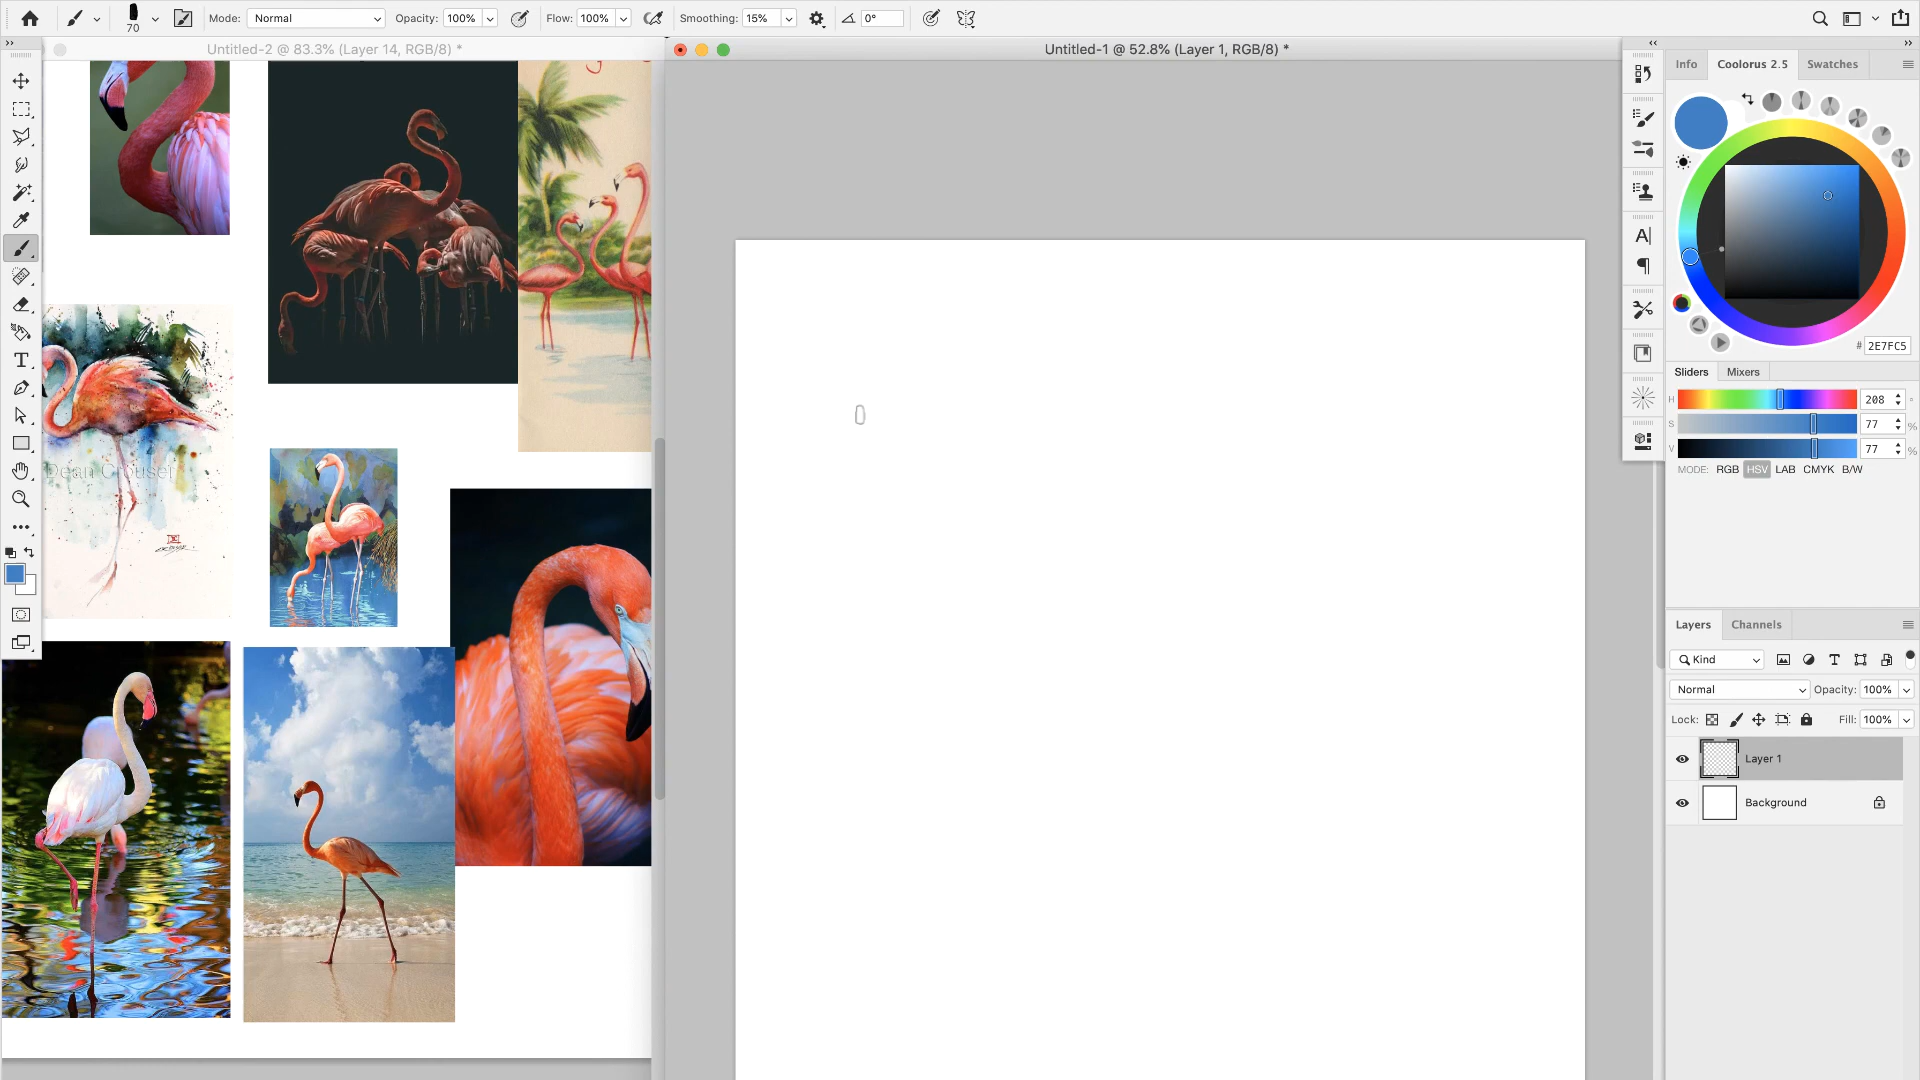 70
Mode:
Normal
Opacity:
100%
Flow:
100%
Smoothing:
15%
0°
Untitled-2 @ 83.3% (Layer 14, RGB/8) *
Untitled-1 @ 52.8% (Layer 1, RGB/8) *
Dean Crouser
Info
Coolorus 2.5
Swatches
# 2E7FC5
Sliders
Mixers
H 208 °
S 77 %
V 77 %
MODE: RGB HSV LAB CMYK B/W
Layers
Channels
Kind
Normal
Opacity: 100%
Lock:
Fill: 100%
Layer 1
Background